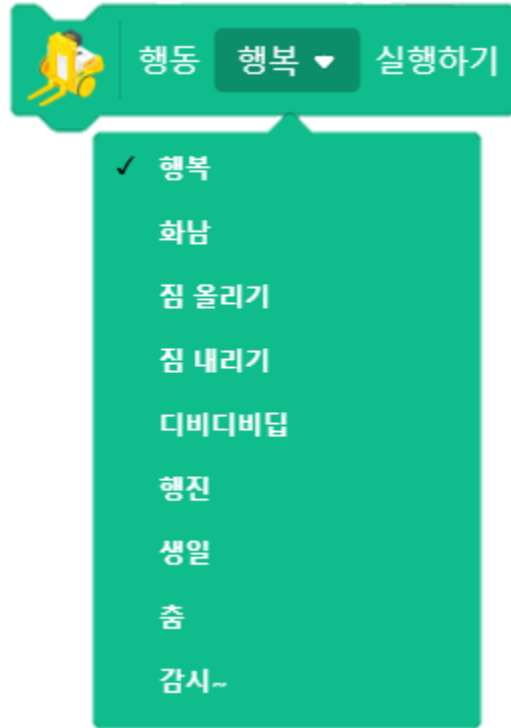 행동 행복 실행하기
행복
화남
짐 올리기
짐 내리기
디비디비딥
행진
생일
춤
감시~